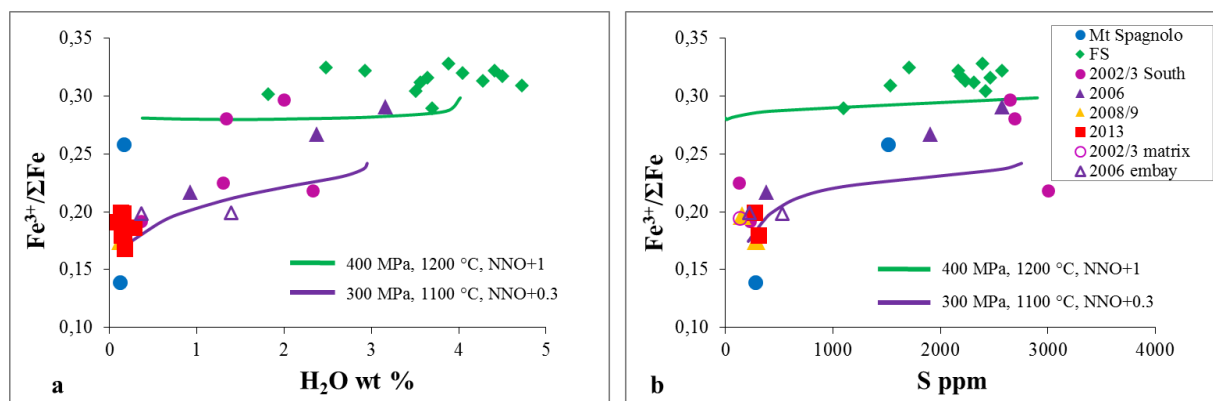 0,35
0,30
0,25
0,20
0,15
0,10
Fe³⁺/ΣFe
400 MPa, 1200 °C, NNO+1
300 MPa, 1100 °C, NNO+0.3
0 1 2 3 4 5
a H₂O wt %
0,35
0,30
0,25
0,20
0,15
0,10
Fe³⁺/ΣFe
Mt Spagnolo
FS
2002/3 South
2006
2008/9
2013
2002/3 matrix
2006 embay
400 MPa, 1200 °C, NNO+1
300 MPa, 1100 °C, NNO+0.3
0 1000 2000 3000 4000
b S ppm